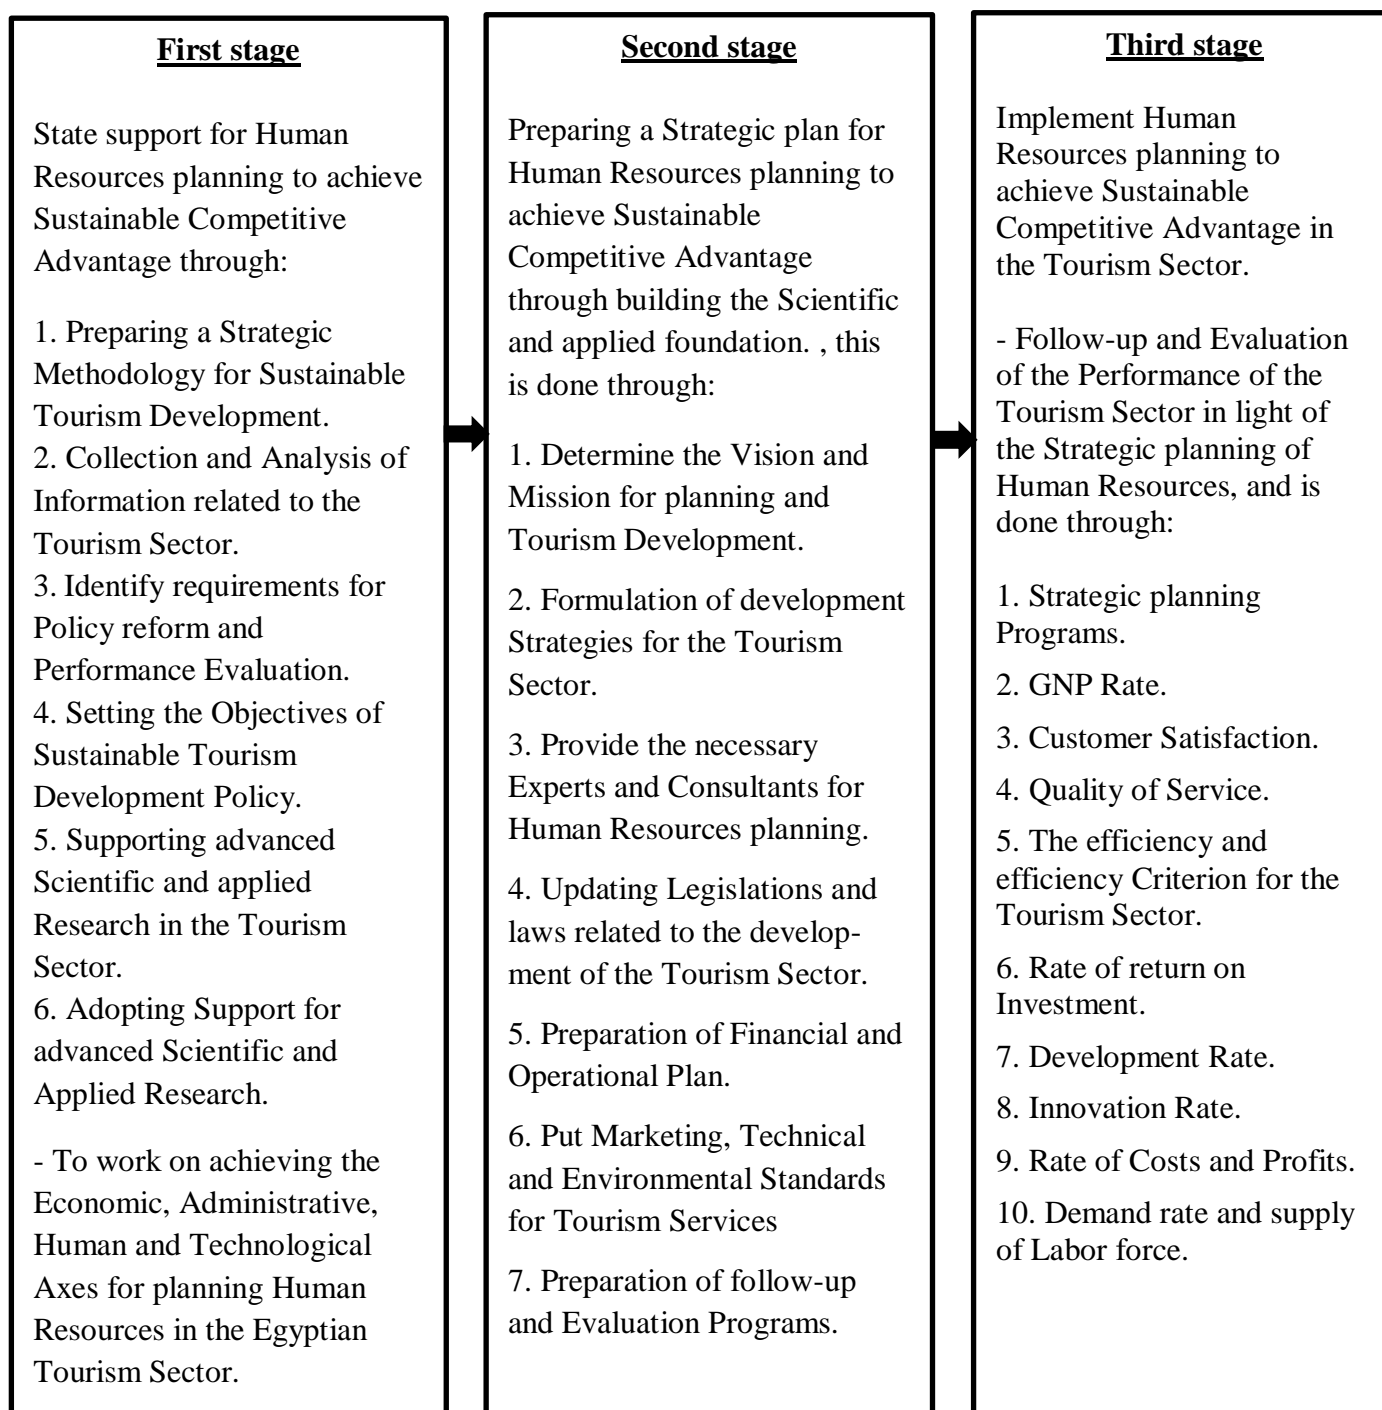 First stage
State support for Human
Resources planning to achieve
Sustainable Competitive
Advantage through:
1. Preparing a Strategic
Methodology for Sustainable
Tourism Development.
2. Collection and Analysis of
Information related to the
Tourism Sector.
3. Identify requirements for
Policy reform and
Performance Evaluation.
4. Setting the Objectives of
Sustainable Tourism
Development Policy.
5. Supporting advanced
Scientific and applied
Research in the Tourism
Sector.
6. Adopting Support for
advanced Scientific and
Applied Research.
- To work on achieving the
Economic, Administrative,
Human and Technological
Axes for planning Human
Resources in the Egyptian
Tourism Sector.
Second stage
Preparing a Strategic plan for
Human Resources planning to
achieve Sustainable
Competitive Advantage
through building the Scientific
and applied foundation. , this
is done through:
1. Determine the Vision and
Mission for planning and
Tourism Development.
2. Formulation of development
Strategies for the Tourism
Sector.
3. Provide the necessary
Experts and Consultants for
Human Resources planning.
4. Updating Legislations and
laws related to the develop-
ment of the Tourism Sector.
5. Preparation of Financial and
Operational Plan.
6. Put Marketing, Technical
and Environmental Standards
for Tourism Services
7. Preparation of follow-up
and Evaluation Programs.
Third stage
Implement Human
Resources planning to
achieve Sustainable
Competitive Advantage in
the Tourism Sector.
- Follow-up and Evaluation
of the Performance of the
Tourism Sector in light of
the Strategic planning of
Human Resources, and is
done through:
1. Strategic planning
Programs.
2. GNP Rate.
3. Customer Satisfaction.
4. Quality of Service.
5. The efficiency and
efficiency Criterion for the
Tourism Sector.
6. Rate of return on
Investment.
7. Development Rate.
8. Innovation Rate.
9. Rate of Costs and Profits.
10. Demand rate and supply
of Labor force.